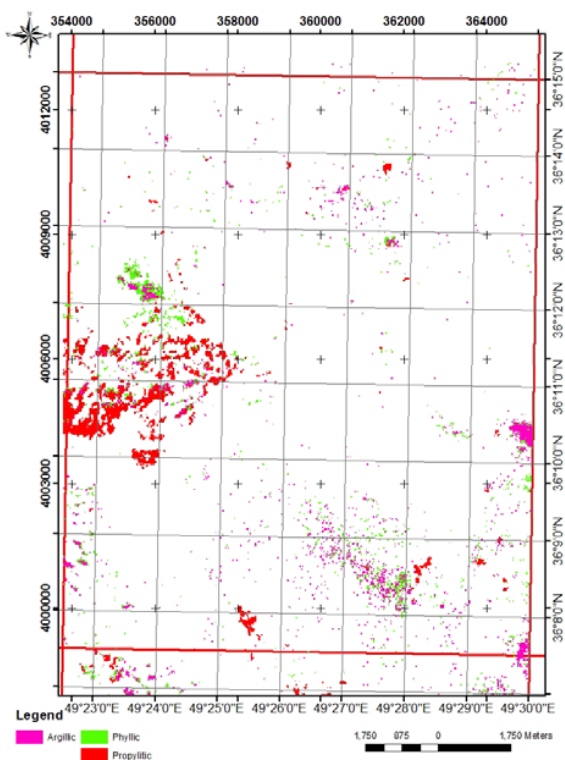 354000 356000 358000 360000 362000 364000
4012000
4009000
4006000
4003000
4000000
36°15'0"N
36°14'0"N
36°13'0"N
36°12'0"N
36°11'0"N
36°10'0"N
36°9'0"N
36°8'0"N
49°23'0"E 49°24'0"E 49°25'0"E 49°26'0"E 49°27'0"E 49°28'0"E 49°29'0"E 49°30'0"E
Legend
Argillic Phyllic
Propylitic
1,750 875 0 1,750 Meters